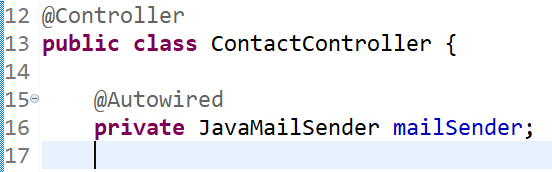 12 @Controller
13 public class ContactController {
14
15 @Autowired
16 private JavaMailSender mailSender;
17